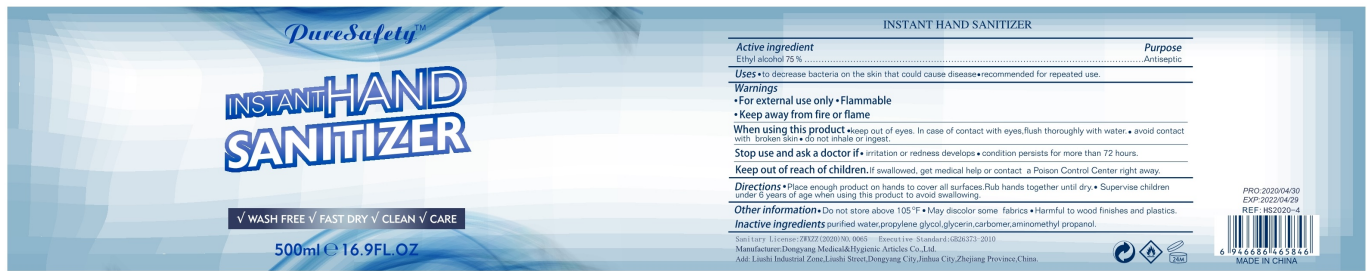 PureSafety™
INSTANT HAND
SANITIZER
√ WASH FREE √ FAST DRY √ CLEAN √ CARE
500ml ℮ 16.9FL.OZ
INSTANT HAND SANITIZER
Active ingredient Purpose
Ethyl alcohol 75 % ........................................................................Antiseptic
Uses •to decrease bacteria on the skin that could cause disease•recommended for repeated use.
Warnings
•For external use only •Flammable
•Keep away from fire or flame
When using this product •keep out of eyes. In case of contact with eyes,flush thoroughly with water.• avoid contact
with broken skin• do not inhale or ingest.
Stop use and ask a doctor if• irritation or redness develops•condition persists for more than 72 hours.
Keep out of reach of children.If swallowed, get medical help or contact a Poison Control Center right away.
Directions •Place enough product on hands to cover all surfaces.Rub hands together until dry.• Supervise children
under 6 years of age when using this product to avoid swallowing.
Other information• Do not store above 105 °F •May discolor some fabrics •Harmful to wood finishes and plastics.
Inactive ingredients purified water,propylene glycol,glycerin,carbomer,aminomethyl propanol.
Sanitary License:ZWXZZ(2020)NO.0065 Executive Standard:GB26373-2010
Manufacturer:Dongyang Medical&Hygienic Articles Co.,Ltd.
Add: Liushi Industrial Zone,Liushi Street,Dongyang City,Jinhua City,Zhejiang Province,China.
24M
PRO:2020/04/30
EXP:2022/04/29
REF:HS2020-4
6 946686 465846
MADE IN CHINA